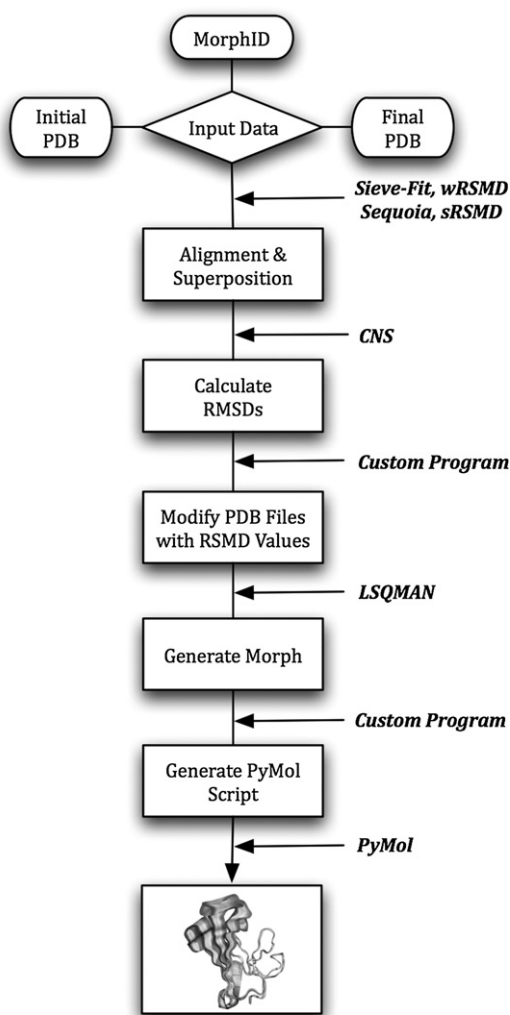 MorphID
Initial
PDB
Input Data
Final
PDB
Sieve-Fit, wRSMD
Sequoia, sRSMD
Alignment &
Superposition
CNS
Calculate
RMSDs
Custom Program
Modify PDB Files
with RSMD Values
LSQMAN
Generate Morph
Custom Program
Generate PyMol
Script
PyMol